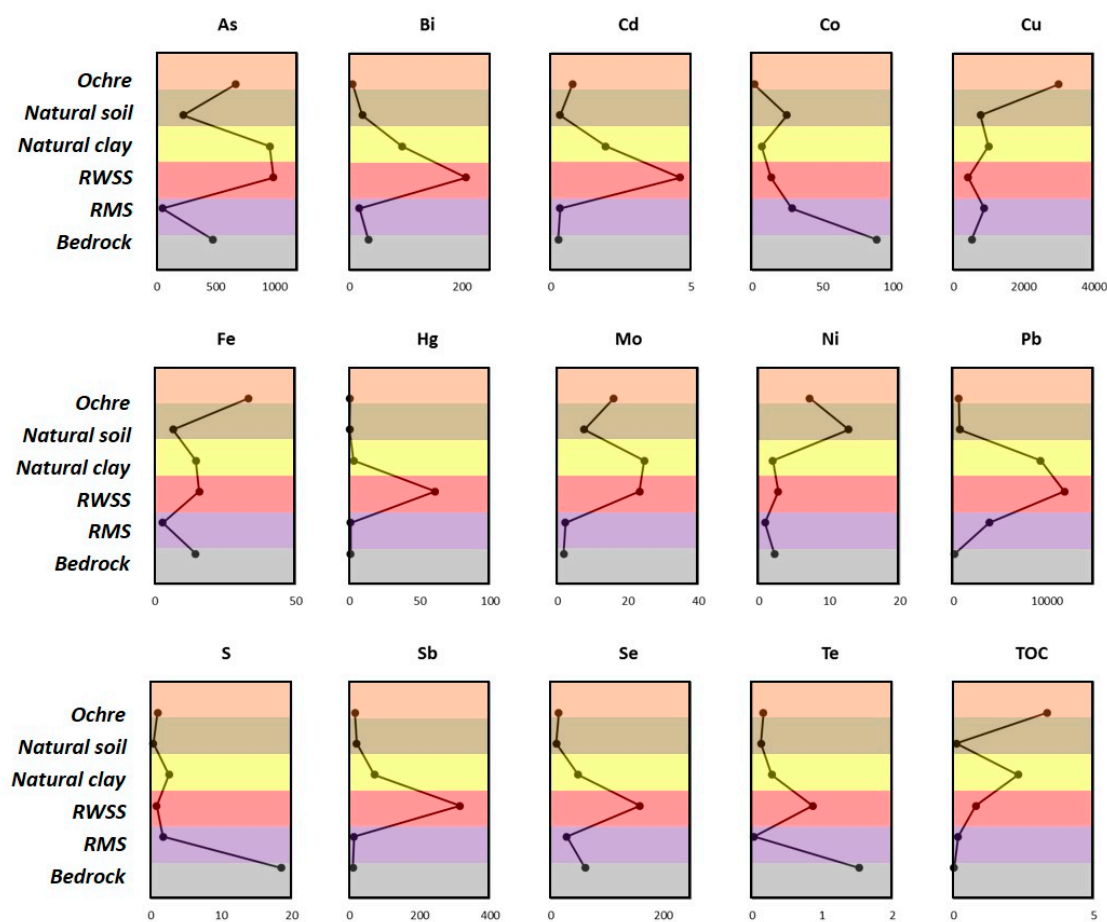 As Bi Cd Co Cu
Ochre
Natural soil
Natural clay
RWSS
RMS
Bedrock
0 500 1000 0 200 0 5 0 50 100 0 2000 4000
Fe Hg Mo Ni Pb
Ochre
Natural soil
Natural clay
RWSS
RMS
Bedrock
0 50 0 50 100 0 20 40 0 10 20 0 10000
S Sb Se Te TOC
Ochre
Natural soil
Natural clay
RWSS
RMS
Bedrock
0 10 20 0 200 400 0 200 0 1 2 0 5